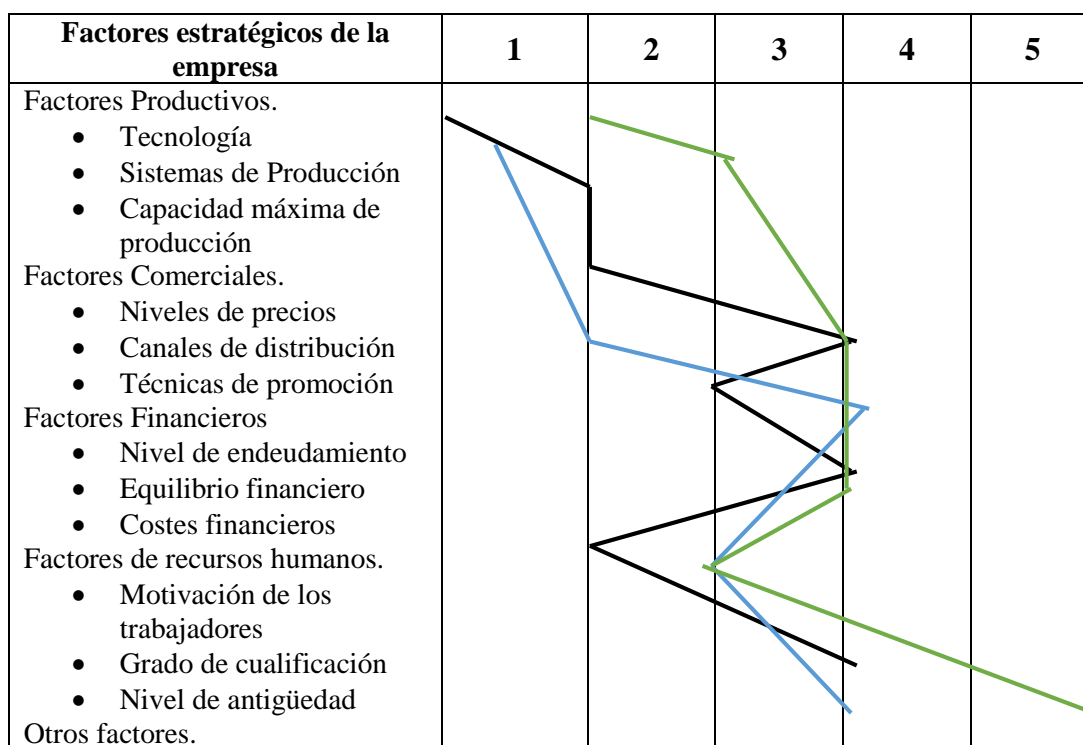 Factores estratégicos de la
empresa
1 2 3 4 5
Factores Productivos.
• Tecnología
• Sistemas de Producción
• Capacidad máxima de
producción
Factores Comerciales.
• Niveles de precios
• Canales de distribución
• Técnicas de promoción
Factores Financieros
• Nivel de endeudamiento
• Equilibrio financiero
• Costes financieros
Factores de recursos humanos.
• Motivación de los
trabajadores
• Grado de cualificación
• Nivel de antigüedad
Otros factores.